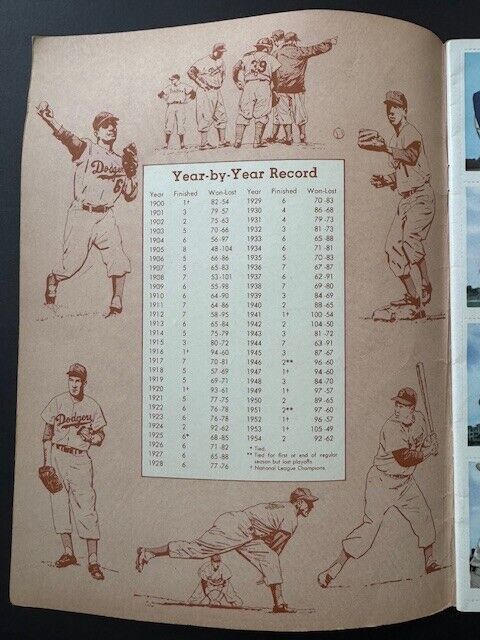 39
Dodgers
6
Year-by-Year Record
Year Finished Won-Lost Year Finished Won-Lost
1900 1† 82-54 1929 6 70-83
1901 3 79-57 1930 4 86-68
1902 2 75-63 1931 4 79-73
1903 5 70-66 1932 3 81-73
1904 6 56-97 1933 6 65-88
1905 8 48-104 1934 6 71-81
1906 5 66-86 1935 5 70-83
1907 5 65-83 1936 7 67-87
1908 7 53-101 1937 6 62-91
1909 6 55-98 1938 7 69-80
1910 6 64-90 1939 3 84-69
1911 7 64-86 1940 2 88-65
1912 7 58-95 1941 1† 100-54
1913 6 65-84 1942 2 104-50
1914 5 75-79 1943 3 81-72
1915 3 80-72 1944 7 63-91
1916 1† 94-60 1945 3 87-67
1917 7 70-81 1946 2** 96-60
1918 5 57-69 1947 1† 94-60
1919 5 69-71 1948 3 84-70
1920 1† 93-61 1949 1† 97-57
1921 5 77-75 1950 2 89-65
1922 6 76-78 1951 2** 97-60
1923 6 76-78 1952 1† 96-57
1924 2 92-62 1953 1† 105-49
1925 6* 68-85 1954 2 92-62
1926 6 71-82
1927 6 65-88
1928 6 77-76
* Tied.
** Tied for first at end of regular
season but lost playoffs.
† National League Champions.
Dodgers